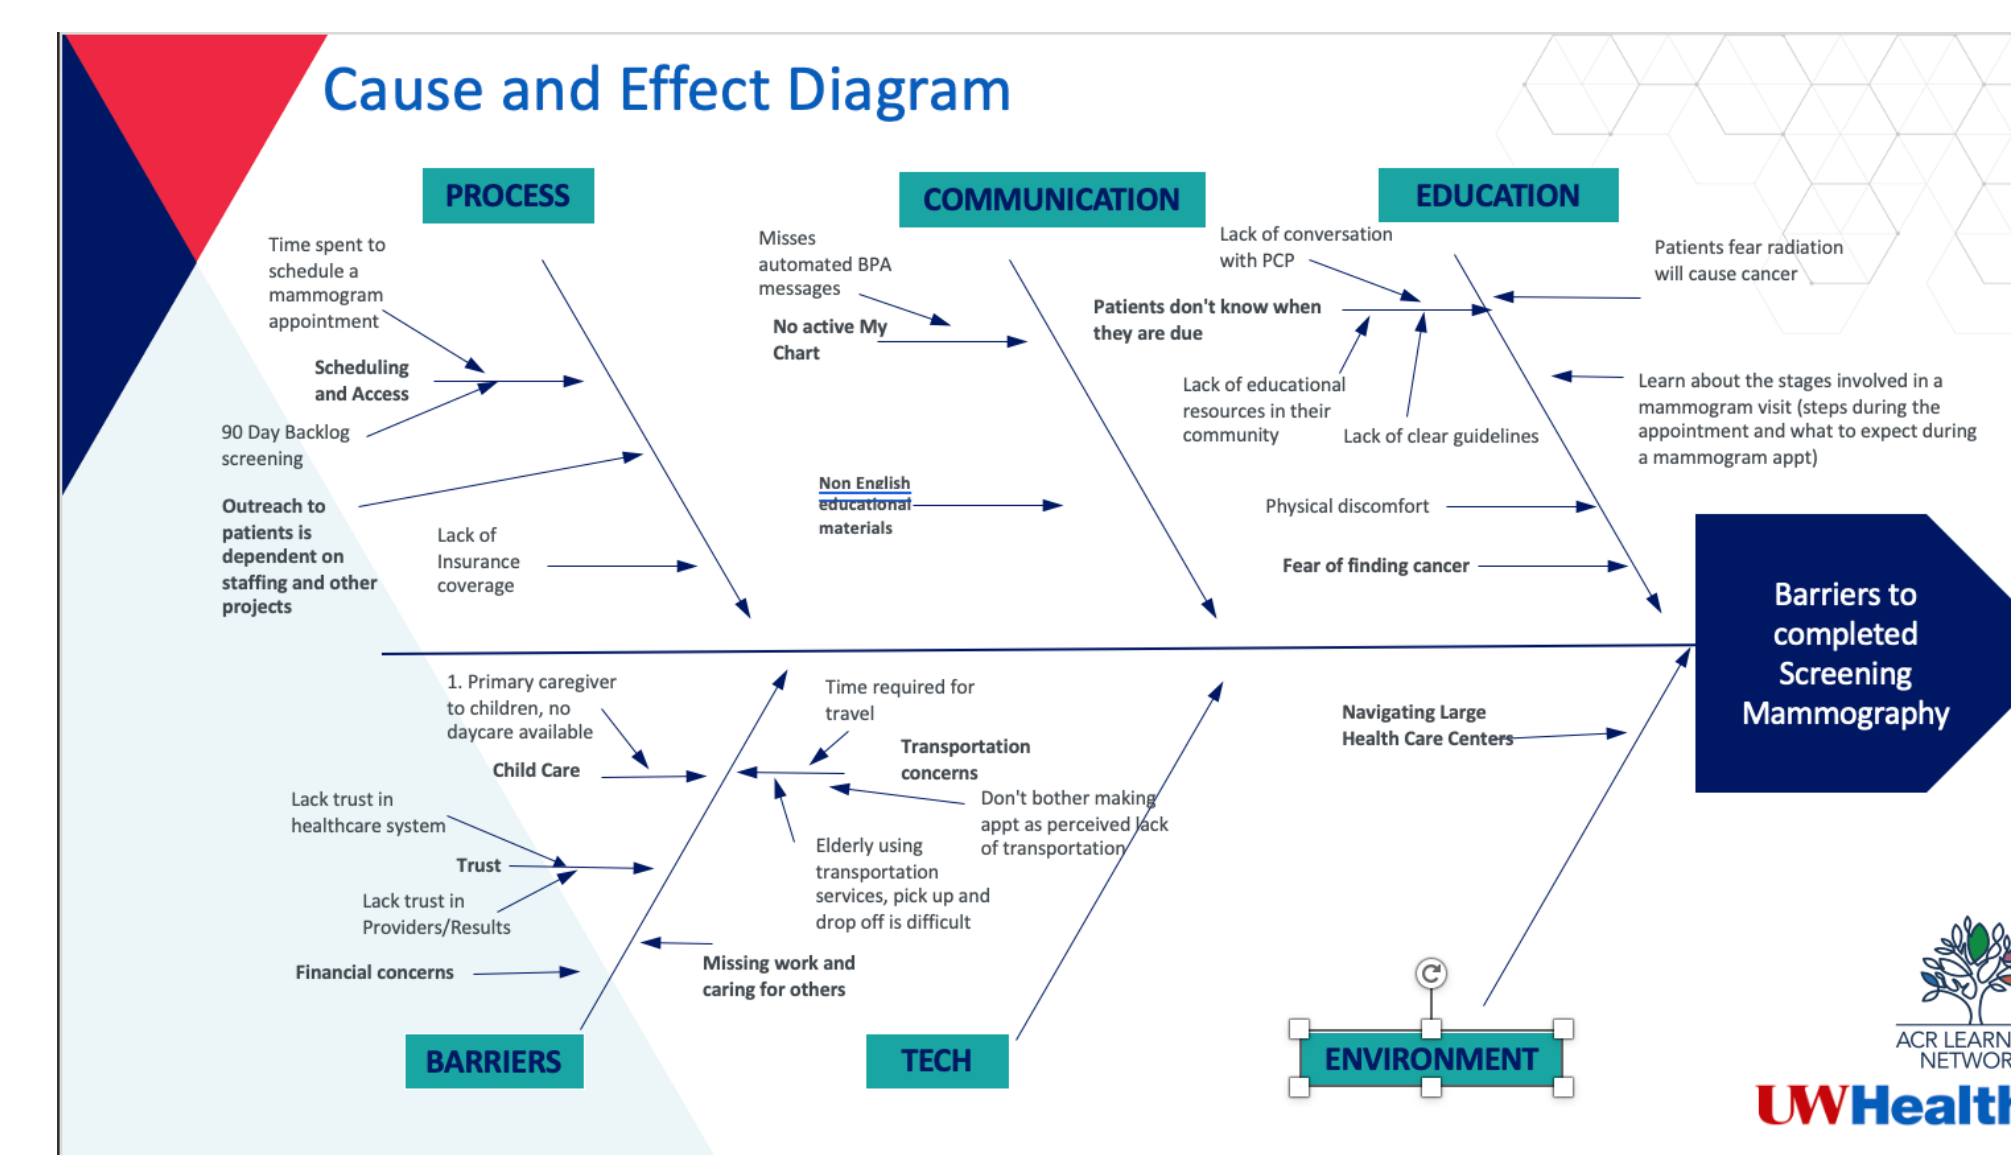 Cause and Effect Diagram
PROCESS
COMMUNICATION
EDUCATION
Time spent to
schedule a
mammogram
appointment
Scheduling
and Access
90 Day Backlog
screening
Outreach to
patients is
dependent on
staffing and other
projects
Lack of
Insurance
coverage
Misses
automated BPA
messages
No active My
Chart
Non English
educational
materials
Lack of conversation
with PCP
Patients don't know when
they are due
Lack of educational
resources in their
community
Lack of clear guidelines
Patients fear radiation
will cause cancer
Learn about the stages involved in a
mammogram visit (steps during the
appointment and what to expect during
a mammogram appt)
Physical discomfort
Fear of finding cancer
Barriers to
completed
Screening
Mammography
1. Primary caregiver
to children, no
daycare available
Child Care
Lack trust in
healthcare system
Trust
Lack trust in
Providers/Results
Financial concerns
Time required for
travel
Transportation
concerns
Don't bother making
appt as perceived lack
of transportation
Elderly using
transportation
services, pick up and
drop off is difficult
Missing work and
caring for others
Navigating Large
Health Care Centers
BARRIERS
TECH
ENVIRONMENT
ACR LEARN
NETWOR
UWHealth